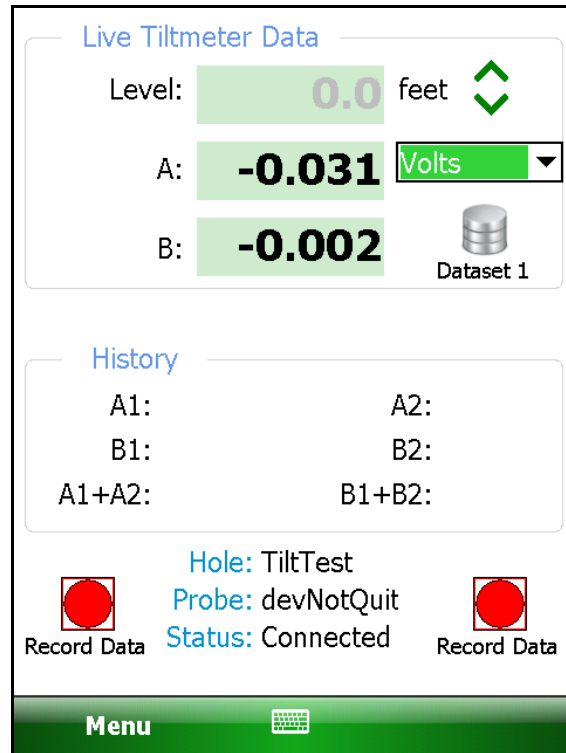 Live Tiltmeter Data
Level: 0.0 feet
A: -0.031 Volts
B: -0.002
Dataset 1
History
A1: A2:
B1: B2:
A1+A2: B1+B2:
Hole: TiltTest
Probe: devNotQuit
Status: Connected
Record Data
Record Data
Menu